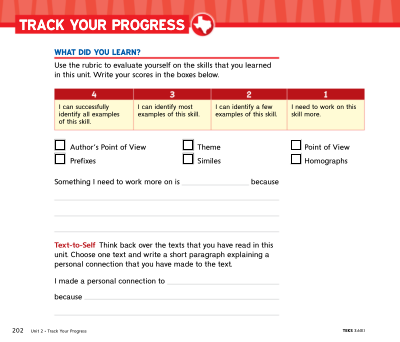 TRACK YOUR PROGRESS
WHAT DID YOU LEARN?
Use the rubric to evaluate yourself on the skills that you learned
in this unit. Write your scores in the boxes below.
4 3 2 1
I can successfully
identify all examples
of this skill.
I can identify most
examples of this skill.
I can identify a few
examples of this skill.
I need to work on this
skill more.
Author's Point of View Theme Point of View
Prefixes Similes Homographs
Something I need to work more on is because
Text-to-Self Think back over the texts that you have read in this
unit. Choose one text and write a short paragraph explaining a
personal connection that you have made to the text.
I made a personal connection to
because
202 Unit 2 • Track Your Progress